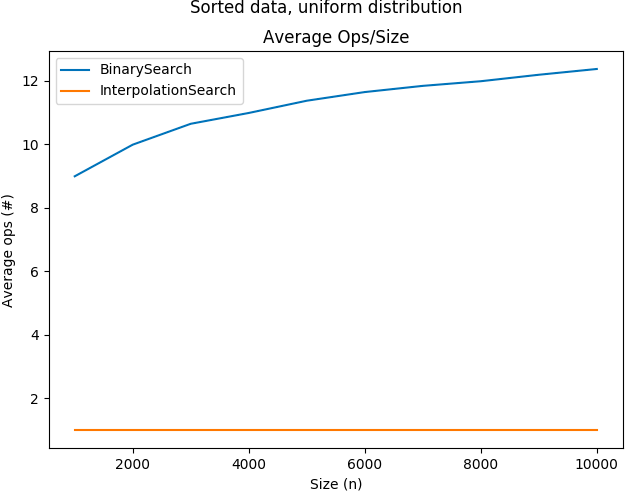 Sorted data, uniform distribution
Average Ops/Size
BinarySearch
InterpolationSearch
12
10
8
6
4
2
Average ops (#)
2000 4000 6000 8000 10000
Size (n)